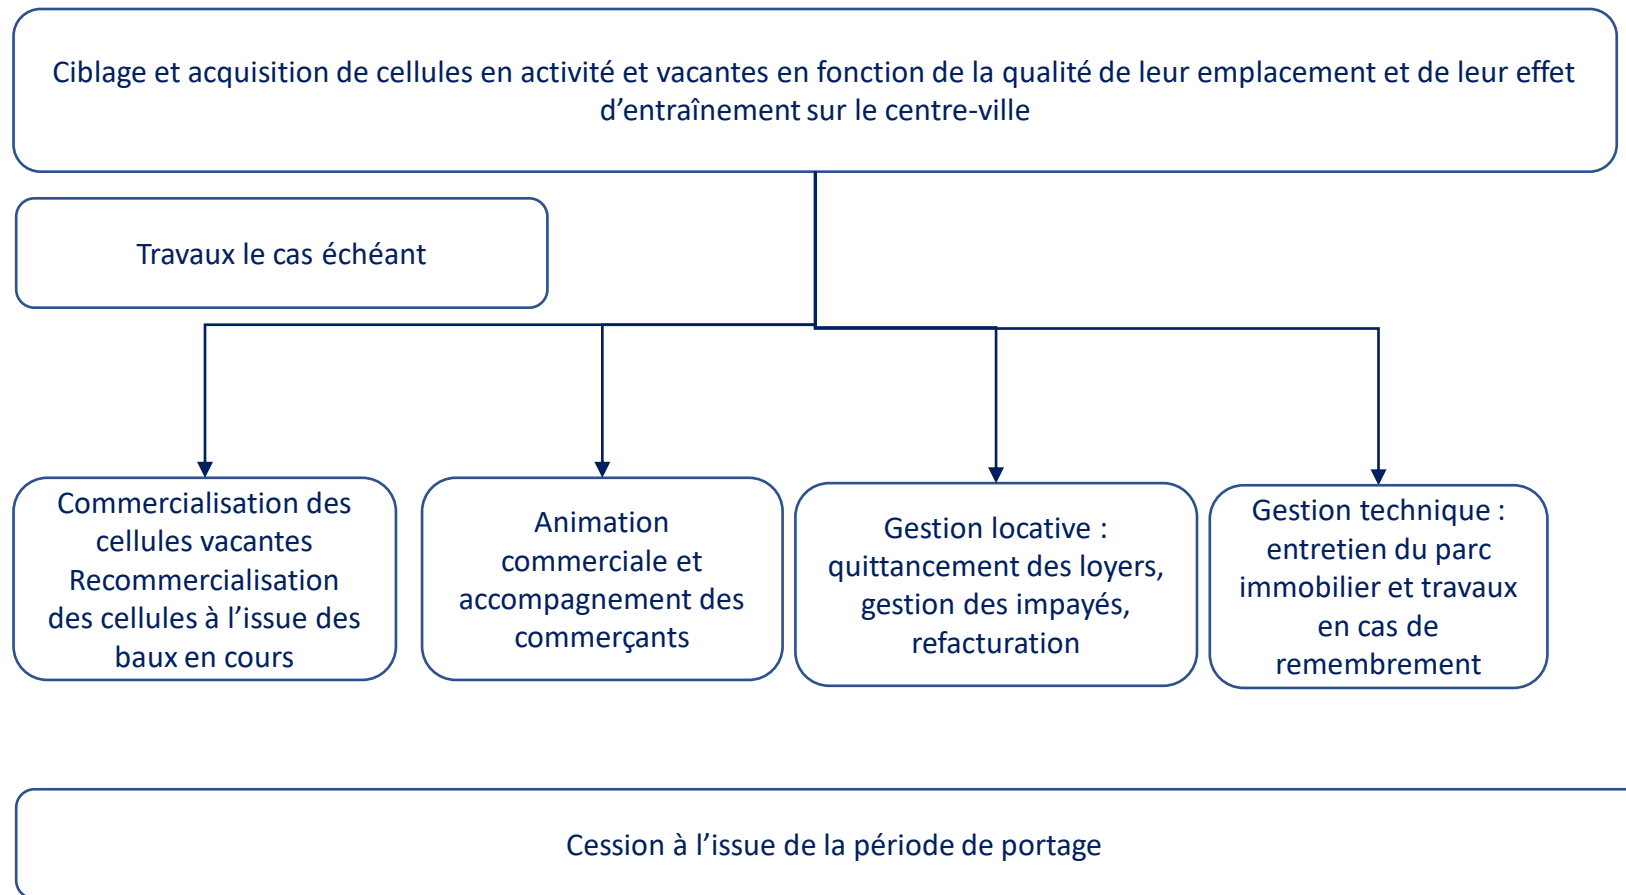 Ciblage et acquisition de cellules en activité et vacantes en fonction de la qualité de leur emplacement et de leur effet
d’entraînement sur le centre-ville
Travaux le cas échéant
Commercialisation des
cellules vacantes
Recommercialisation
des cellules à l’issue des
baux en cours
Animation
commerciale et
accompagnement des
commerçants
Gestion locative :
quittancement des loyers,
gestion des impayés,
refacturation
Gestion technique :
entretien du parc
immobilier et travaux
en cas de
remembrement
Cession à l’issue de la période de portage